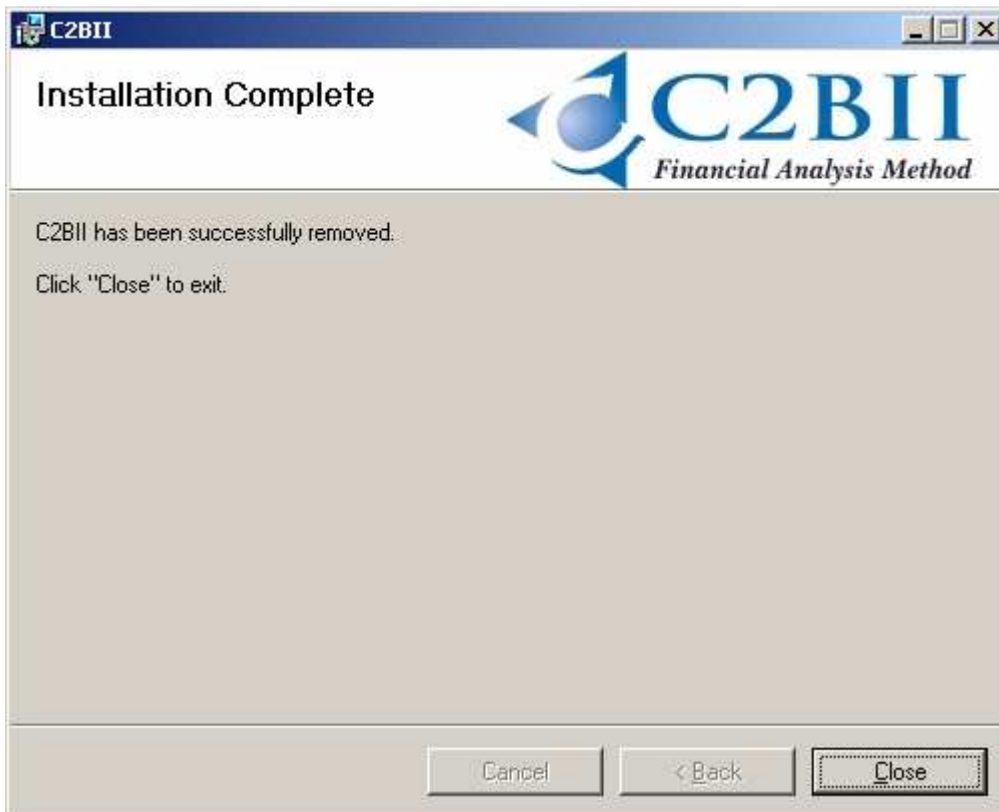 C2BII
Installation Complete
C2BII
Financial Analysis Method
C2BII has been successfully removed.
Click "Close" to exit.
Cancel
< Back
Close